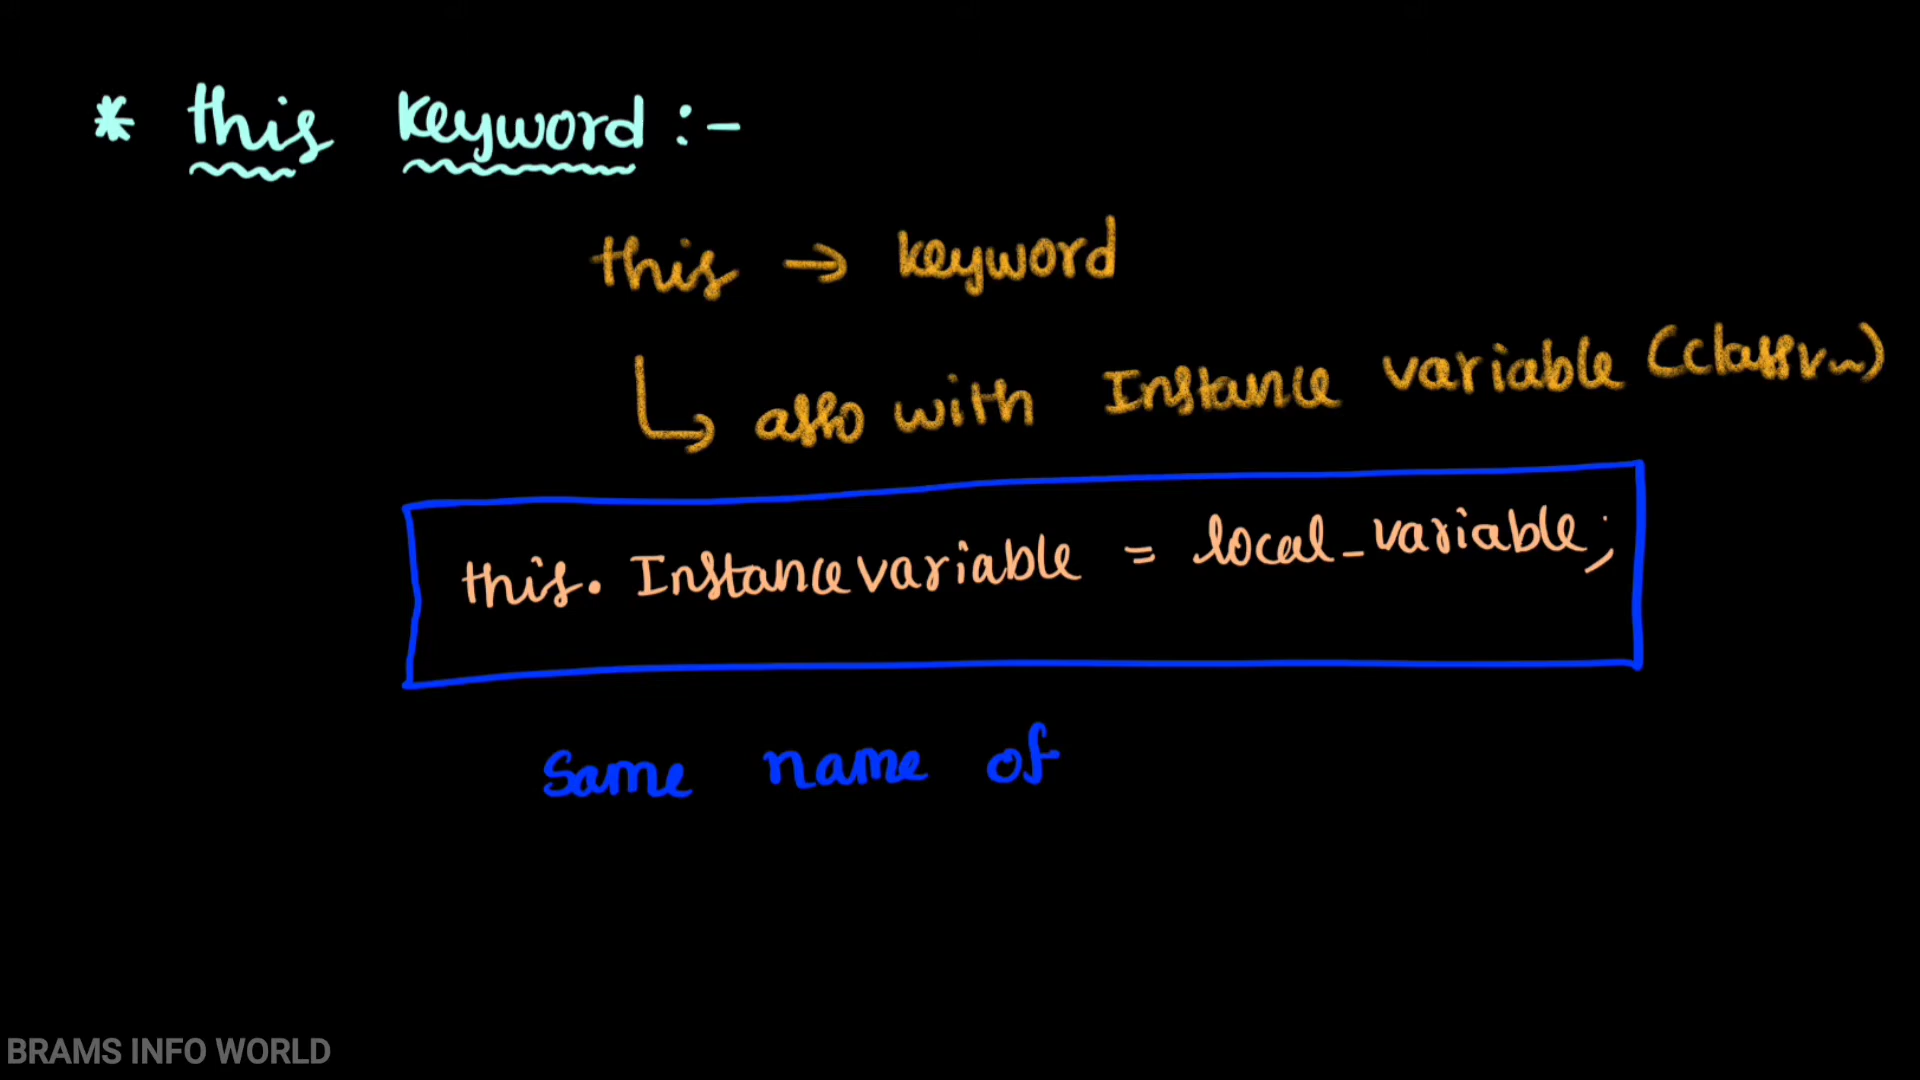 * this keyword :-
this → keyword
also with Instance variable (class
this. Instancevariable = local_variable;
Same name of
BRAMS INFO WORLD